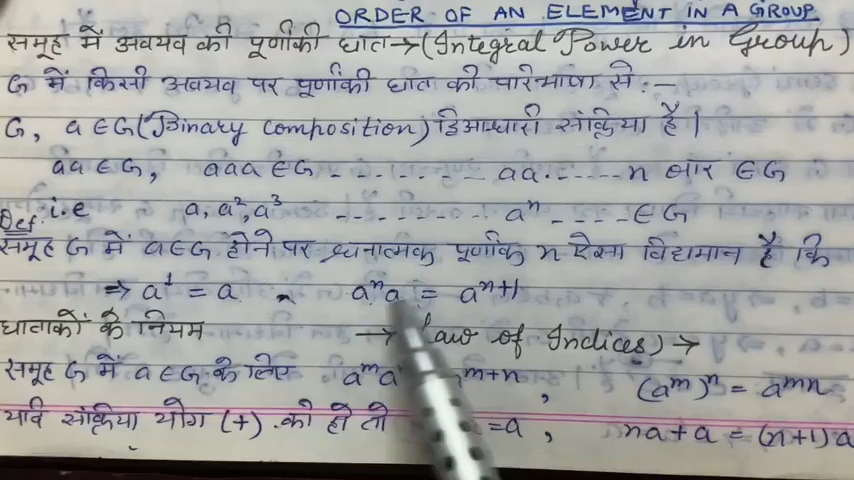 ORDER OF AN ELEMENT IN A GROUP
समूह में अवयव की पूर्णांकी घात→(Integral Power in Group)
G में किसी अवयव पर पूर्णांकी घात की परिभाषा से:—
G, a ∈ G (Binary composition) द्विआधारी संक्रिया है।
aa ∈ G, aaa ∈ G - - - - - - - - - aa - - - - - n बार ∈ G
i.e a, a², a³ - - - - - - - - - - aⁿ - - - - ∈ G
Def समूह G में a ∈ G होने पर धनात्मक पूर्णांक n ऐसा विद्यमान है कि
⇒ a¹ = a aⁿa = aⁿ⁺¹
घातांकों के नियम → Law of Indices) →
समूह G में a ∈ G के लिए aᵐa ᵐ⁺ⁿ, (aᵐ)ⁿ = aᵐⁿ
यदि संक्रिया योग (+) की हो तो =a, na+a = (n+1)a